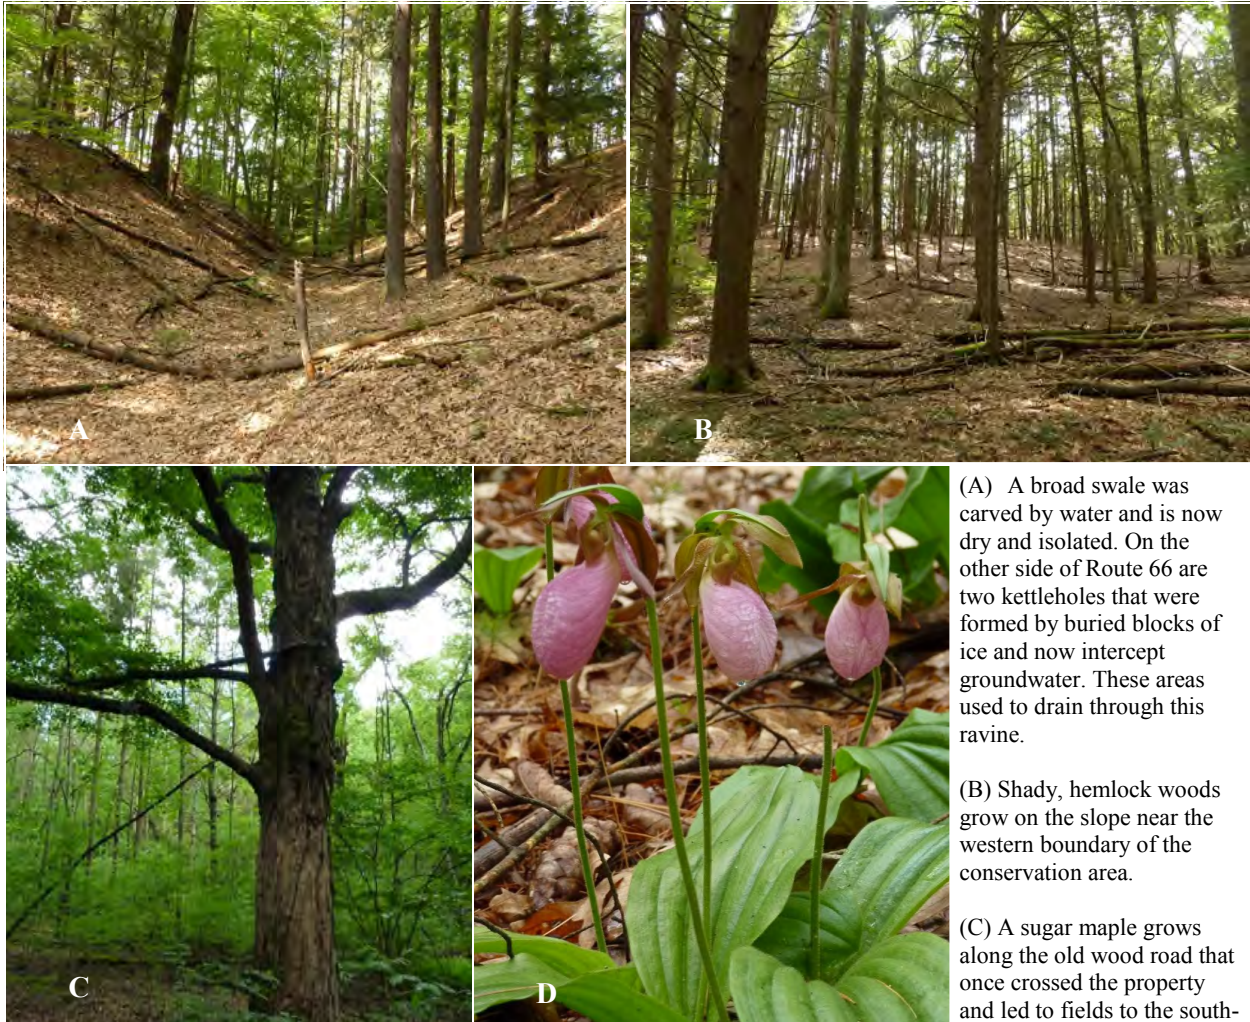 A
B
C
D
(A) A broad swale was
carved by water and is now
dry and isolated. On the
other side of Route 66 are
two kettleholes that were
formed by buried blocks of
ice and now intercept
groundwater. These areas
used to drain through this
ravine.
(B) Shady, hemlock woods
grow on the slope near the
western boundary of the
conservation area.
(C) A sugar maple grows
along the old wood road that
once crossed the property
and led to fields to the south-